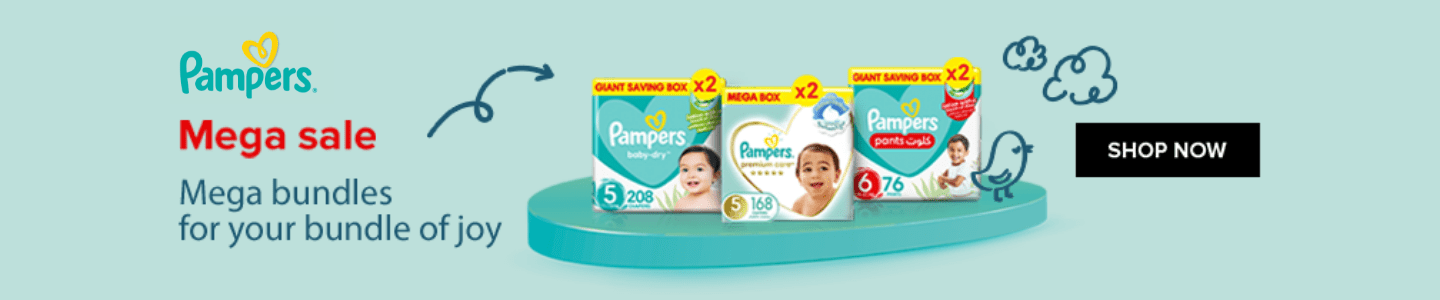 Pampers.
Mega sale
Mega bundles
for your bundle of joy
GIANT SAVING BOX x2
Pampers
baby-dry™
5 208
MEGA BOX x2
Pampers.
premium care
5 168
GIANT SAVING BOX x2
Pampers
pants كلوت
6 76
SHOP NOW